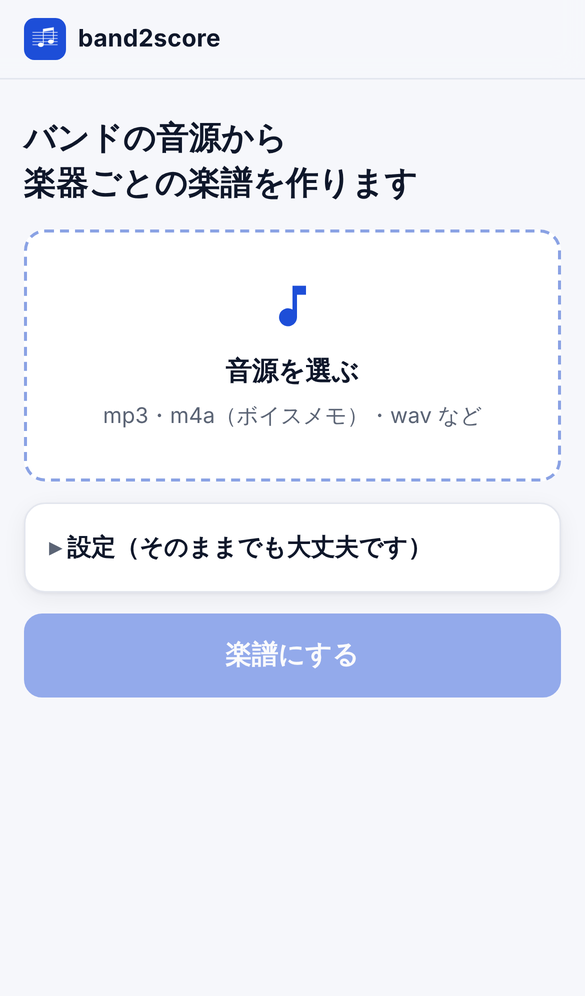 band2score
バンドの音源から
楽器ごとの楽譜を作ります
音源を選ぶ
mp3・m4a（ボイスメモ）・wav など
▶設定（そのままでも大丈夫です）
楽譜にする